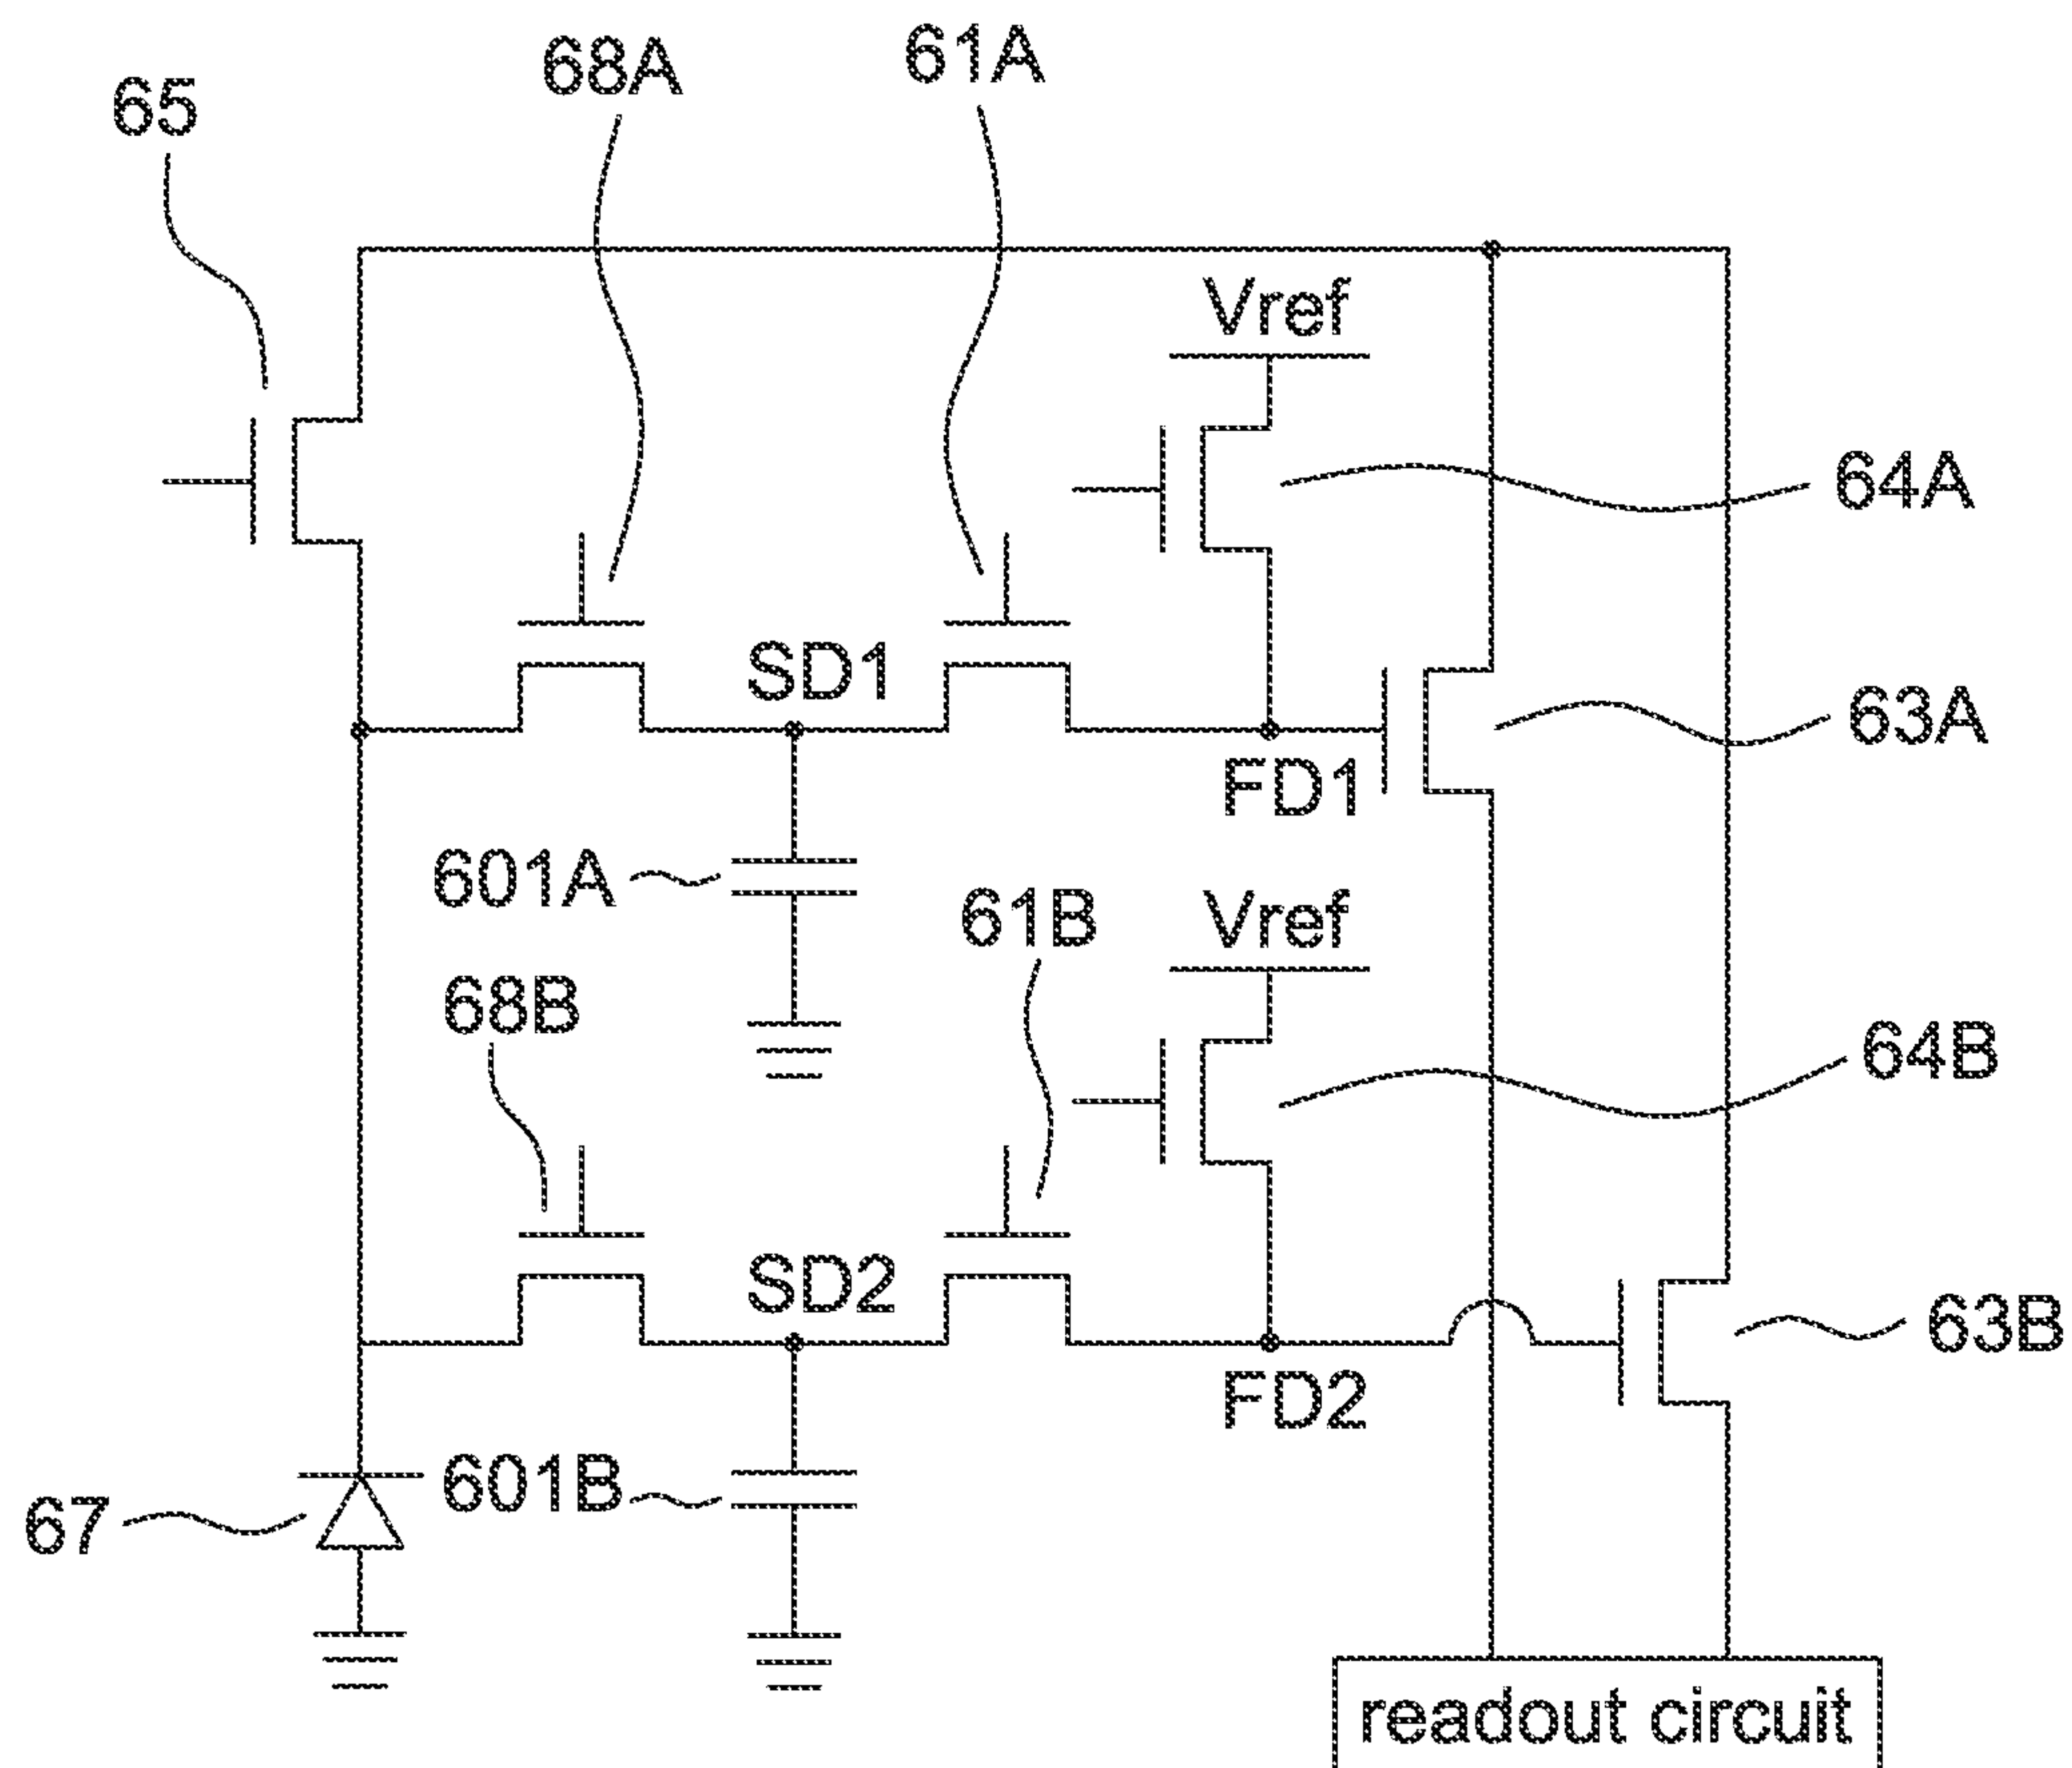 61A
68A
65
Vref
64A
SD1
63A
FD1
601A
61B
Vref
68B
64B
SD2
63B
FD2
601B
67
readout circuit